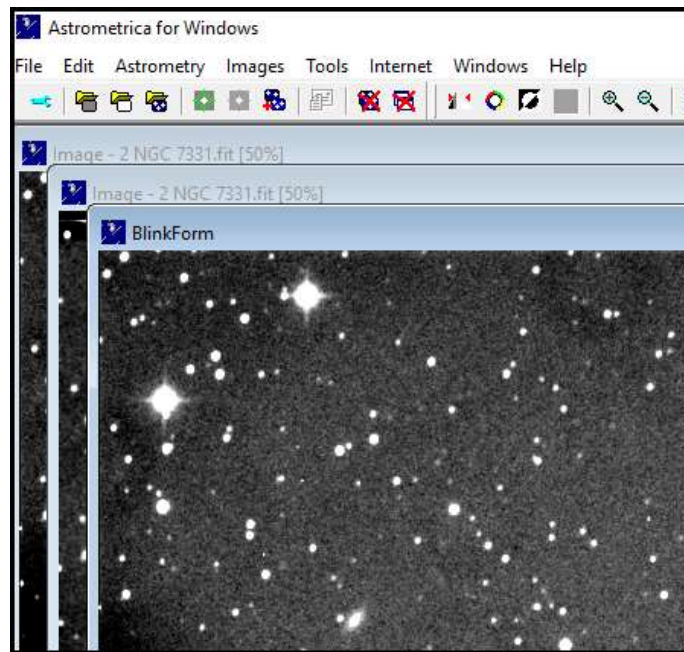 Astrometrica for Windows
File Edit Astrometry Images Tools Internet Windows Help
Image - 2 NGC 7331.fit [50%]
Image - 2 NGC 7331.fit [50%]
BlinkForm